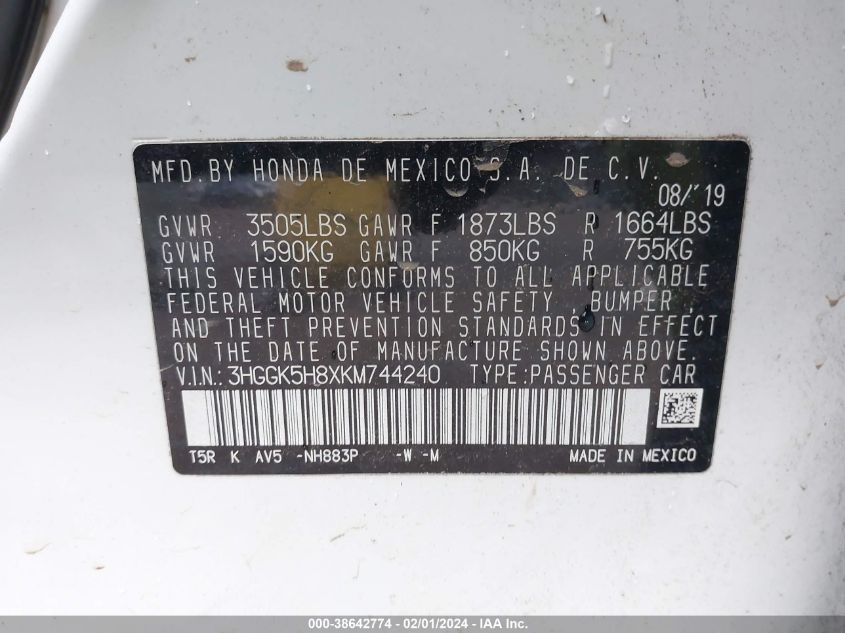 MFD.BY HONDA DE MEXICO S.A. DE C.V.
08/'19
GVWR 3505LBS GAWR F 1873LBS R 1664LBS
GVWR 1590KG GAWR F 850KG R 755KG
THIS VEHICLE CONFORMS TO ALL APPLICABLE
FEDERAL MOTOR VEHICLE SAFETY, BUMPER,
AND THEFT PREVENTION STANDARDS IN EFFECT
ON THE DATE OF MANUFACTURE SHOWN ABOVE.
V.I.N.: 3HGGK5H8XKM744240 TYPE:PASSENGER CAR
T5R K AV5 -NH883P -W -M MADE IN MEXICO
000-38642774 - 02/01/2024 - IAA Inc.